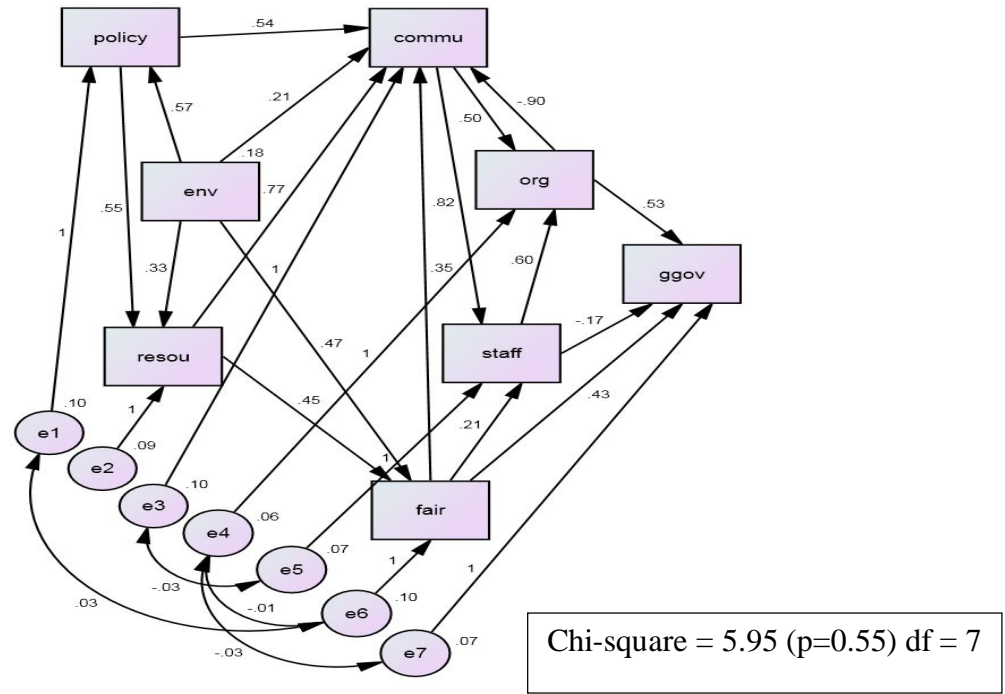 .54
policy
commu
.57
.21
.50
-.90
.18
org
env
.77
.55
.82
.53
1
.33
1
.35
.60
ggov
-.17
resou
.47
1
staff
.45
.43
.10
1
.21
e1
.09
1
e2
.10
fair
e3
.06
e4
.07
1
1
e5
-.03
-.01
.10
.03
e6
.07
-.03
e7
Chi-square = 5.95 (p=0.55) df = 7